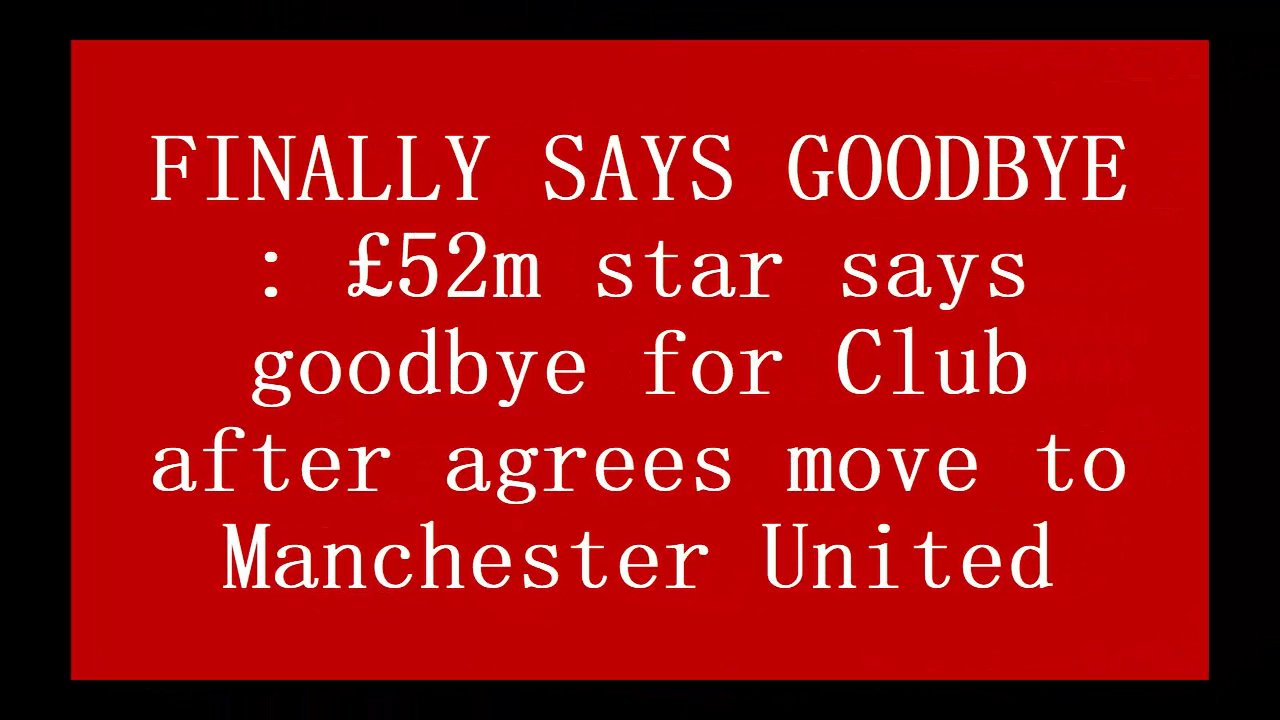 FINALLY SAYS GOODBYE
: £52m star says
goodbye for Club
after agrees move to
Manchester United